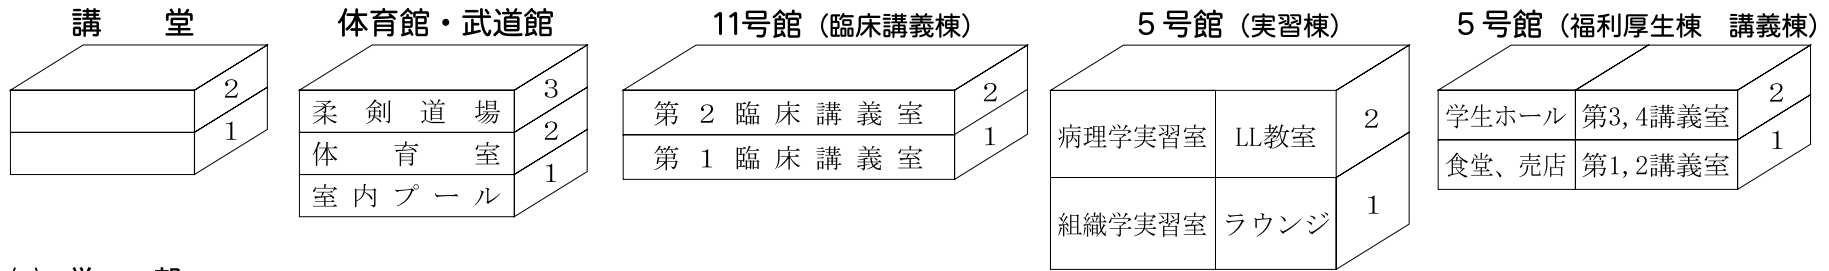 講　堂
2
1
体育館・武道館
柔剣道場
3
体育室
2
室内プール
1
11号館（臨床講義棟）
第2臨床講義室
2
第1臨床講義室
1
5号館（実習棟）
病理学実習室 LL教室
2
組織学実習室 ラウンジ
1
5号館（福利厚生棟　講義棟）
学生ホール 第3,4講義室
2
食堂、売店 第1,2講義室
1